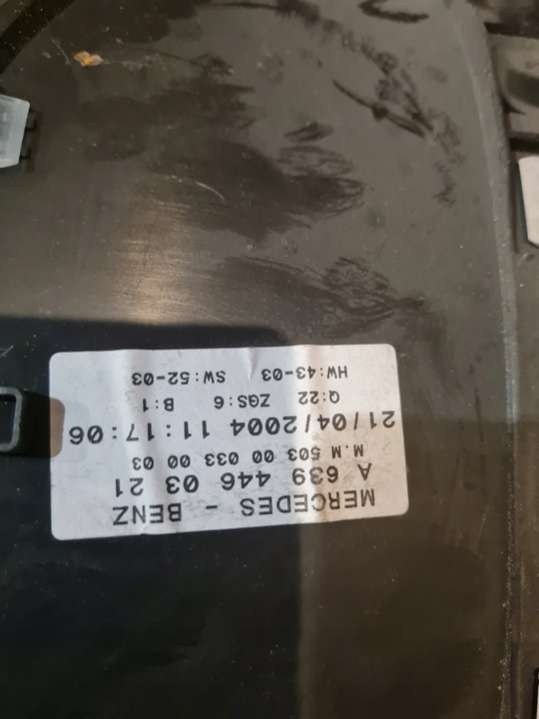 MERCEDES - BENZ
A 639 446 03 21
M.M 503 00 033 00 03
21/04/2004 11:17:06
Q:22 ZGS:6 B:1
HW:43-03 SW:52-03